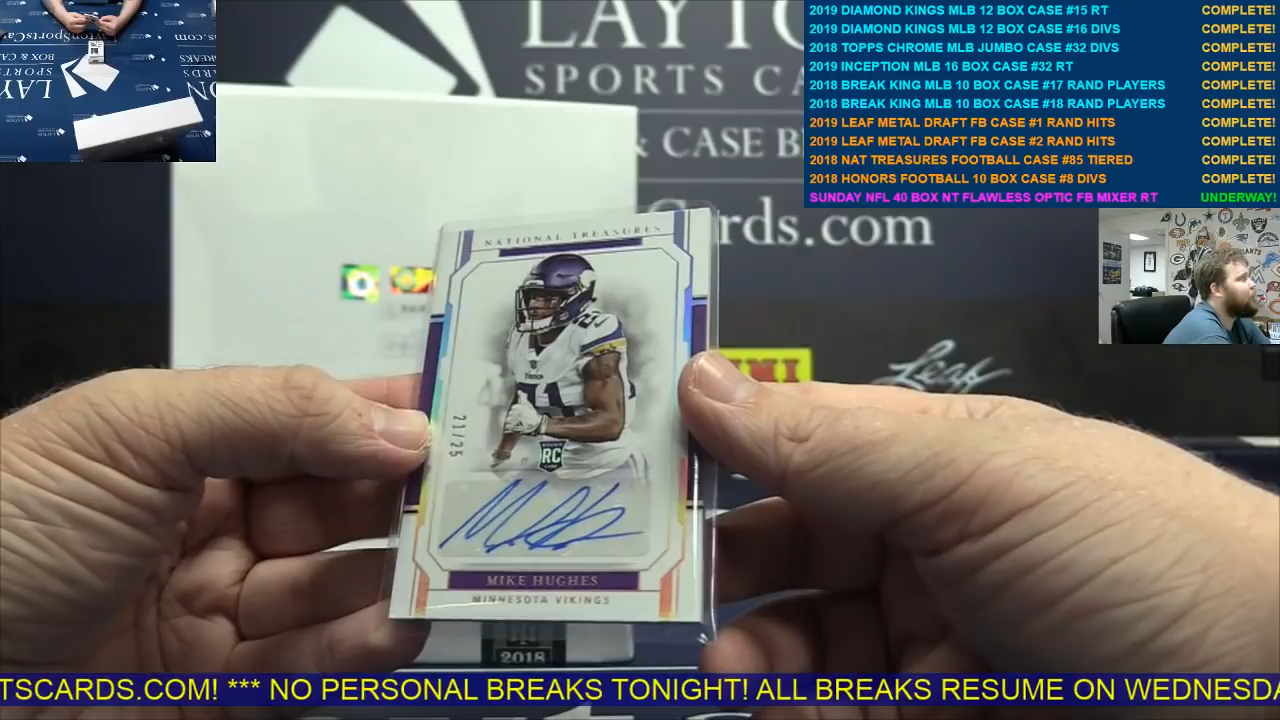 2019 DIAMOND KINGS MLB 12 BOX CASE #15 RT COMPLETE!
2019 DIAMOND KINGS MLB 12 BOX CASE #16 DIVS COMPLETE!
2018 TOPPS CHROME MLB JUMBO CASE #32 DIVS COMPLETE!
2019 INCEPTION MLB 16 BOX CASE #32 RT COMPLETE!
2018 BREAK KING MLB 10 BOX CASE #17 RAND PLAYERS COMPLETE!
2018 BREAK KING MLB 10 BOX CASE #18 RAND PLAYERS COMPLETE!
2019 LEAF METAL DRAFT FB CASE #1 RAND HITS COMPLETE!
2019 LEAF METAL DRAFT FB CASE #2 RAND HITS COMPLETE!
2018 NAT TREASURES FOOTBALL CASE #85 TIERED COMPLETE!
2018 HONORS FOOTBALL 10 BOX CASE #8 DIVS COMPLETE!
SUNDAY NFL 40 BOX NT FLAWLESS OPTIC FB MIXER RT UNDERWAY!
LAYTO
SPORTS CARD
& CASE B
Cards.com
NATIONAL TREASURES
21/25
RC
MIKE HUGHES
MINNESOTA VIKINGS
Leaf
2018
TSCARDS.COM! *** NO PERSONAL BREAKS TONIGHT! ALL BREAKS RESUME ON WEDNESDA